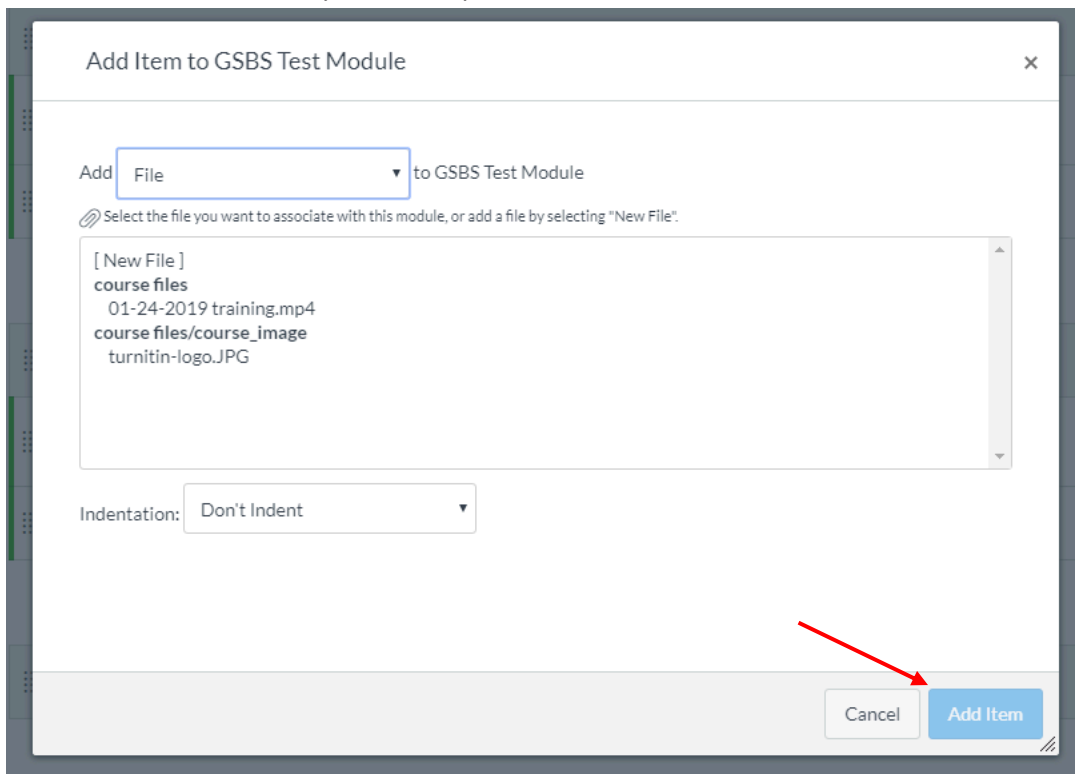 Add Item to GSBS Test Module ×
Add File ▾ to GSBS Test Module
Select the file you want to associate with this module, or add a file by selecting "New File".
[ New File ]
course files
01-24-2019 training.mp4
course files/course_image
turnitin-logo.JPG
Indentation: Don't Indent ▾
Cancel Add Item